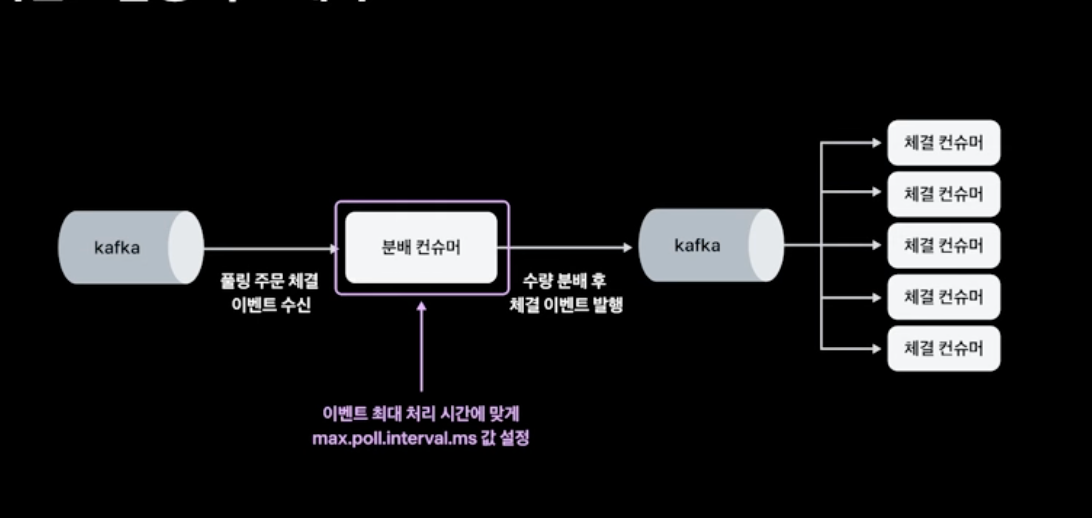 kafka
풀링 주문 체결
이벤트 수신
분배 컨슈머
수량 분배 후
체결 이벤트 발행
kafka
체결 컨슈머
체결 컨슈머
체결 컨슈머
체결 컨슈머
체결 컨슈머
이벤트 최대 처리 시간에 맞게
max.poll.interval.ms 값 설정